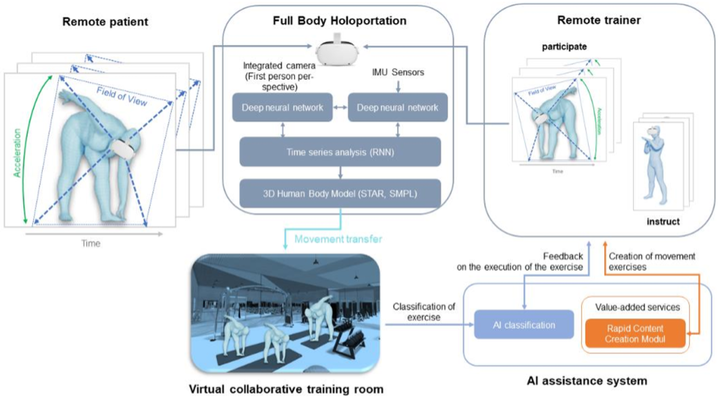 Remote patient
Full Body Holoportation
Remote trainer
Field of View
Acceleration
Time
Integrated camera
(First person per-
spective)
IMU Sensors
Deep neural network
Deep neural network
Time series analysis (RNN)
3D Human Body Model (STAR, SMPL)
participate
Field of View
Acceleration
Time
instruct
Movement transfer
Virtual collaborative training room
Classification of
exercise
Feedback
on the execution of the exercise
Creation of movement
exercises
AI classification
Value-added services
Rapid Content
Creation Modul
AI assistance system